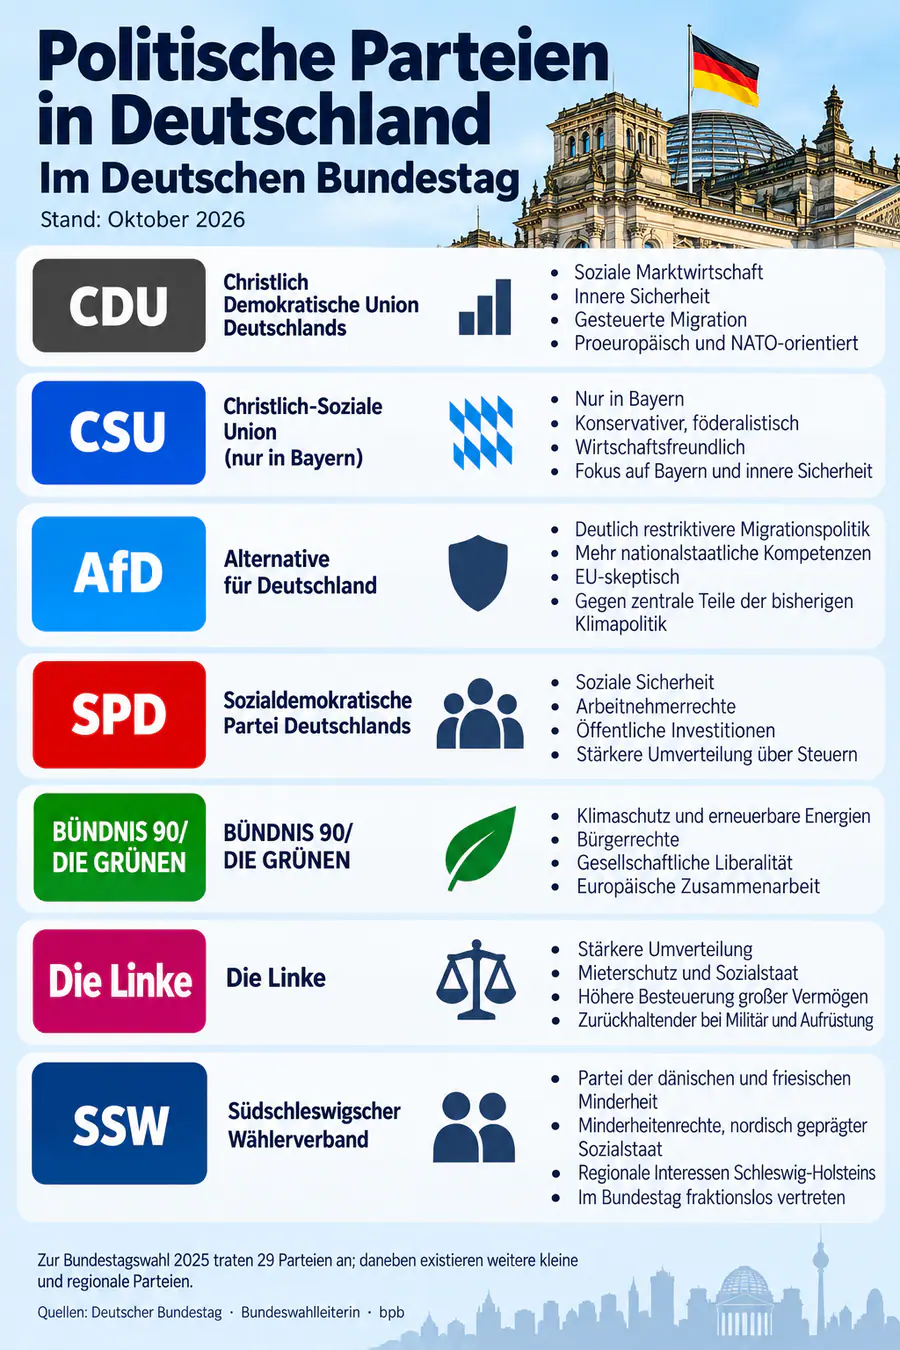 Politische Parteien
in Deutschland
Im Deutschen Bundestag
Stand: Oktober 2026
CDU
Christlich
Demokratische Union
Deutschlands
• Soziale Marktwirtschaft
• Innere Sicherheit
• Gesteuerte Migration
• Proeuropäisch und NATO-orientiert
CSU
Christlich-Soziale
Union
(nur in Bayern)
• Nur in Bayern
• Konservativer, föderalistisch
• Wirtschaftsfreundlich
• Fokus auf Bayern und innere Sicherheit
AfD
Alternative
für Deutschland
• Deutlich restriktivere Migrationspolitik
• Mehr nationalstaatliche Kompetenzen
• EU-skeptisch
• Gegen zentrale Teile der bisherigen
Klimapolitik
SPD
Sozialdemokratische
Partei Deutschlands
• Soziale Sicherheit
• Arbeitnehmerrechte
• Öffentliche Investitionen
• Stärkere Umverteilung über Steuern
BÜNDNIS 90/
DIE GRÜNEN
BÜNDNIS 90/
DIE GRÜNEN
• Klimaschutz und erneuerbare Energien
• Bürgerrechte
• Gesellschaftliche Liberalität
• Europäische Zusammenarbeit
Die Linke
Die Linke
• Stärkere Umverteilung
• Mieterschutz und Sozialstaat
• Höhere Besteuerung großer Vermögen
• Zurückhaltender bei Militär und Aufrüstung
SSW
Südschleswigscher
Wählerverband
• Partei der dänischen und friesischen
Minderheit
• Minderheitenrechte, nordisch geprägter
Sozialstaat
• Regionale Interessen Schleswig-Holsteins
• Im Bundestag fraktionslos vertreten
Zur Bundestagswahl 2025 traten 29 Parteien an; daneben existieren weitere kleine
und regionale Parteien.
Quellen: Deutscher Bundestag · Bundeswahlleiterin · bpb